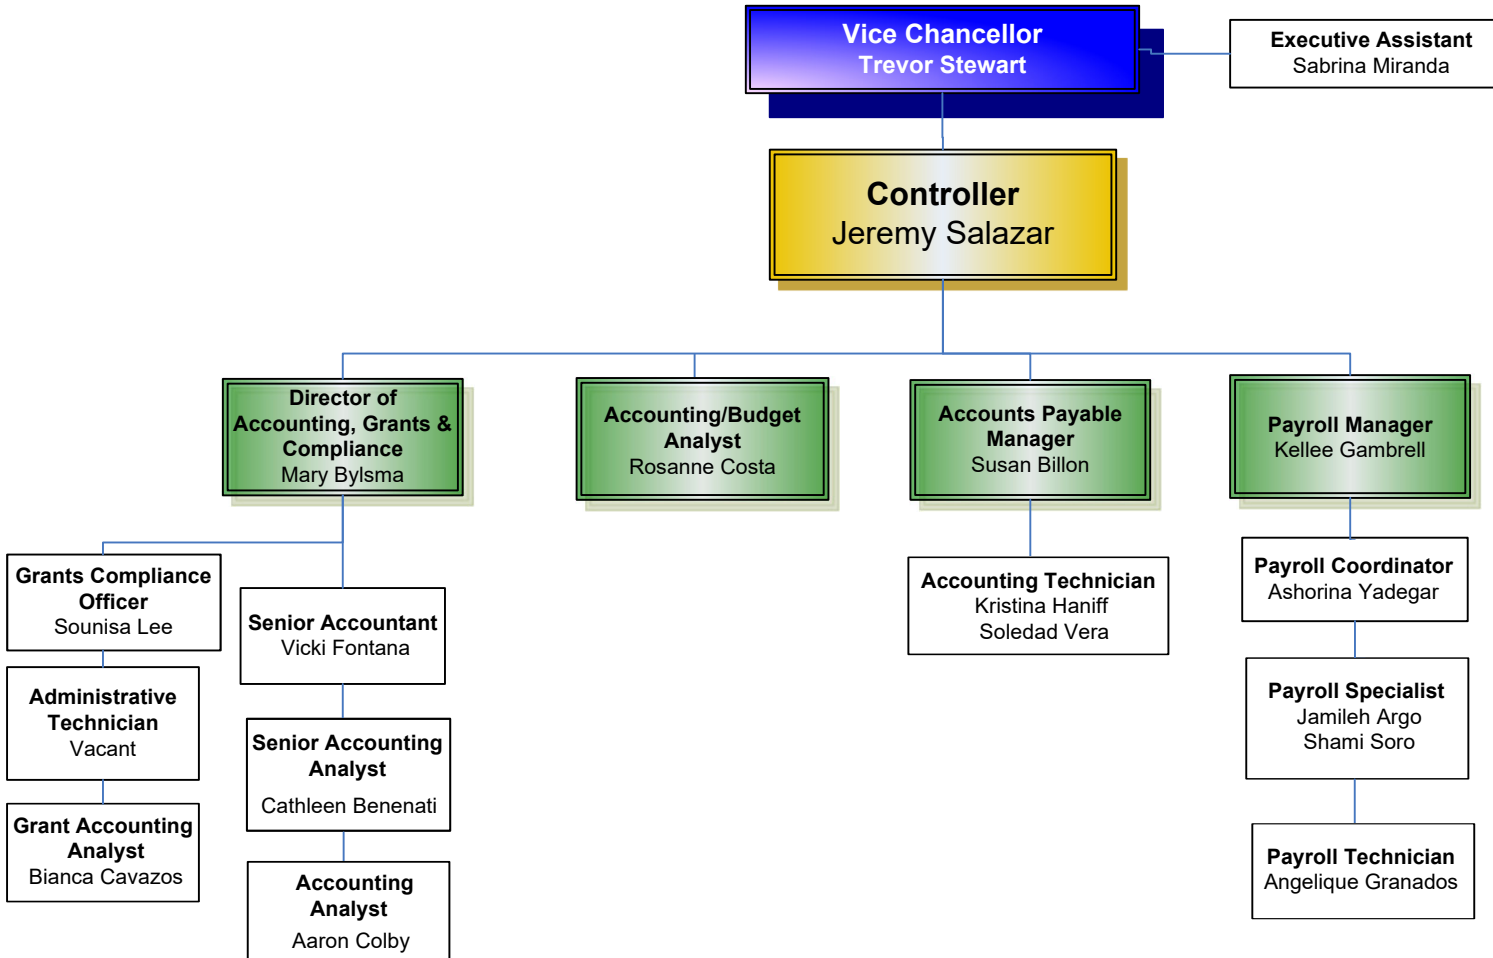 Vice Chancellor
Trevor Stewart
Executive Assistant
Sabrina Miranda
Controller
Jeremy Salazar
Director of
Accounting, Grants &
Compliance
Mary Bylsma
Accounting/Budget
Analyst
Rosanne Costa
Accounts Payable
Manager
Susan Billon
Payroll Manager
Kellee Gambrell
Grants Compliance
Officer
Sounisa Lee
Administrative
Technician
Vacant
Grant Accounting
Analyst
Bianca Cavazos
Senior Accountant
Vicki Fontana
Senior Accounting
Analyst
Cathleen Benenati
Accounting
Analyst
Aaron Colby
Accounting Technician
Kristina Haniff
Soledad Vera
Payroll Coordinator
Ashorina Yadegar
Payroll Specialist
Jamileh Argo
Shami Soro
Payroll Technician
Angelique Granados